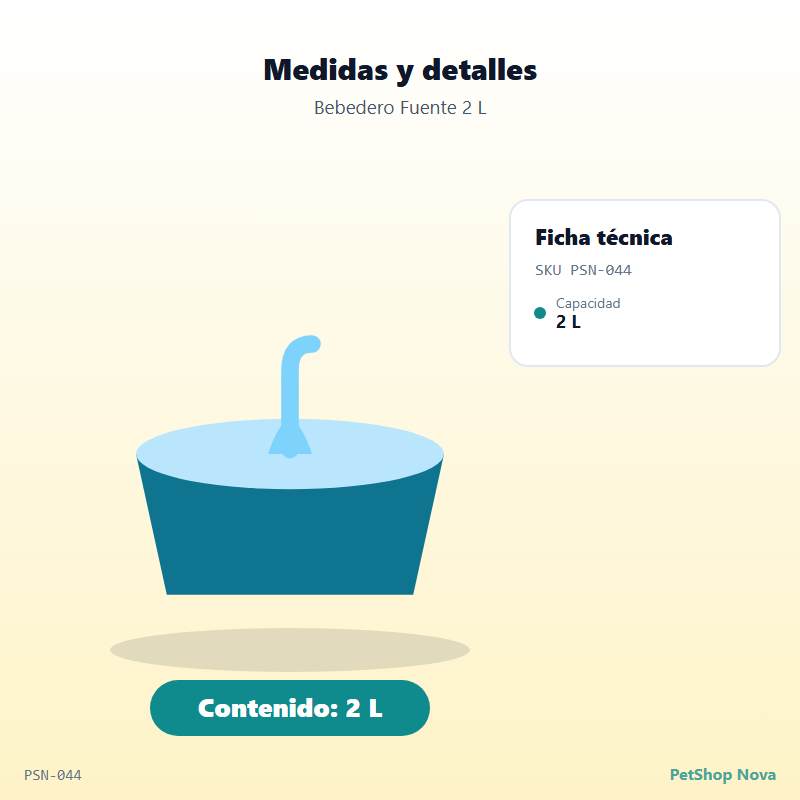 Medidas y detalles
Bebedero Fuente 2 L
Ficha técnica
SKU PSN-044
Capacidad
2 L
Contenido: 2 L
PSN-044
PetShop Nova